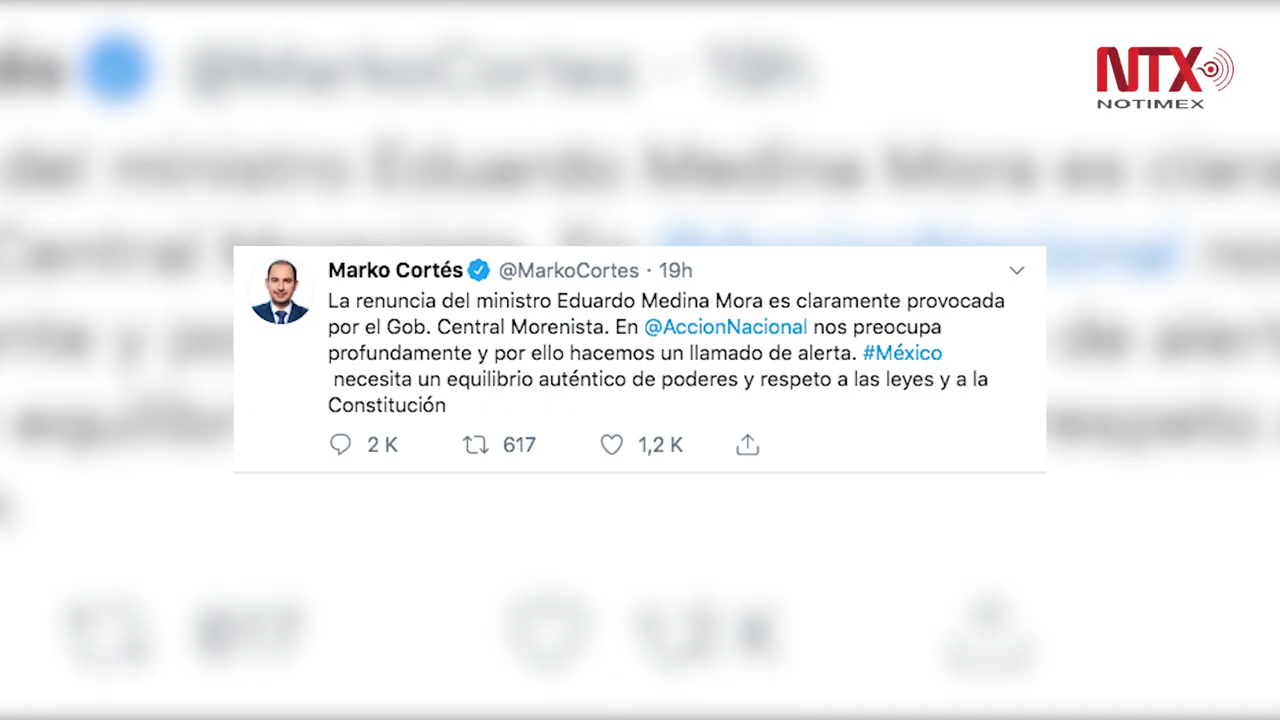 NTX
NOTIMEX
Marko Cortés @MarkoCortes · 19h
La renuncia del ministro Eduardo Medina Mora es claramente provocada
por el Gob. Central Morenista. En @AccionNacional nos preocupa
profundamente y por ello hacemos un llamado de alerta. #México
necesita un equilibrio auténtico de poderes y respeto a las leyes y a la
Constitución
2 K 617 1,2 K